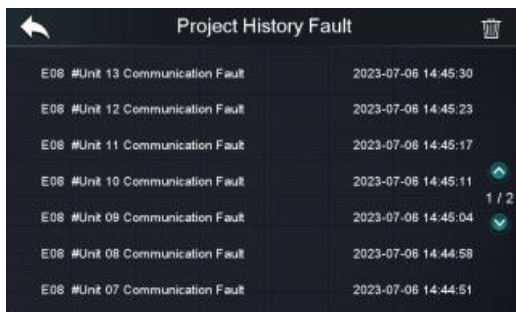 Project History Fault
E08 #Unit 13 Communication Fault 2023-07-06 14:45:30
E08 #Unit 12 Communication Fault 2023-07-06 14:45:23
E08 #Unit 11 Communication Fault 2023-07-06 14:45:17
E08 #Unit 10 Communication Fault 2023-07-06 14:45:11
1 / 2
E08 #Unit 09 Communication Fault 2023-07-06 14:45:04
E08 #Unit 08 Communication Fault 2023-07-06 14:44:58
E08 #Unit 07 Communication Fault 2023-07-06 14:44:51